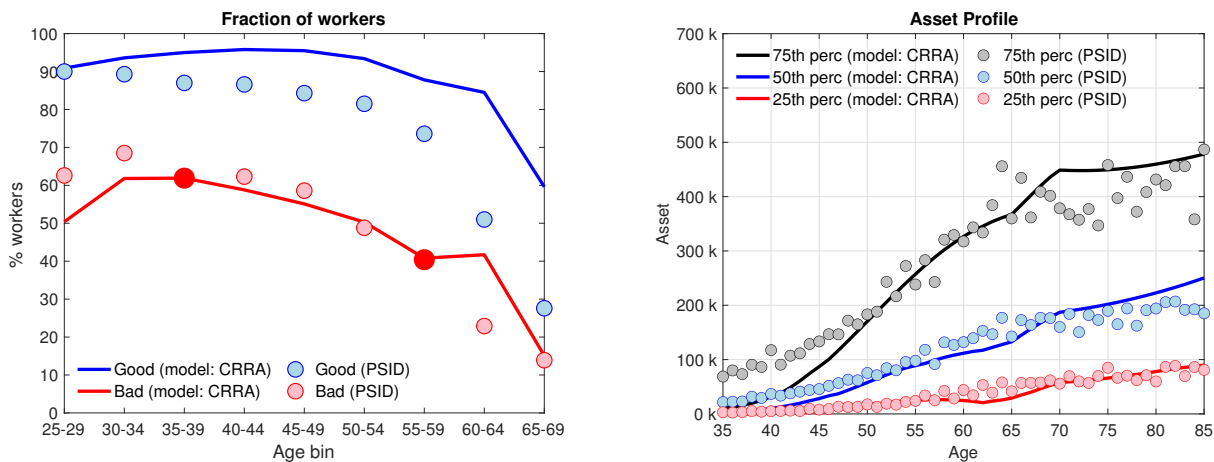 Fraction of workers
100
90
80
70
60
50
40
30
20
10
0
% workers
Good (model: CRRA)
Bad (model: CRRA)
Good (PSID)
Bad (PSID)
25-29 30-34 35-39 40-44 45-49 50-54 55-59 60-64 65-69
Age bin
Asset Profile
700 k
600 k
500 k
400 k
300 k
200 k
100 k
0 k
Asset
75th perc (model: CRRA)
50th perc (model: CRRA)
25th perc (model: CRRA)
75th perc (PSID)
50th perc (PSID)
25th perc (PSID)
35 40 45 50 55 60 65 70 75 80 85
Age